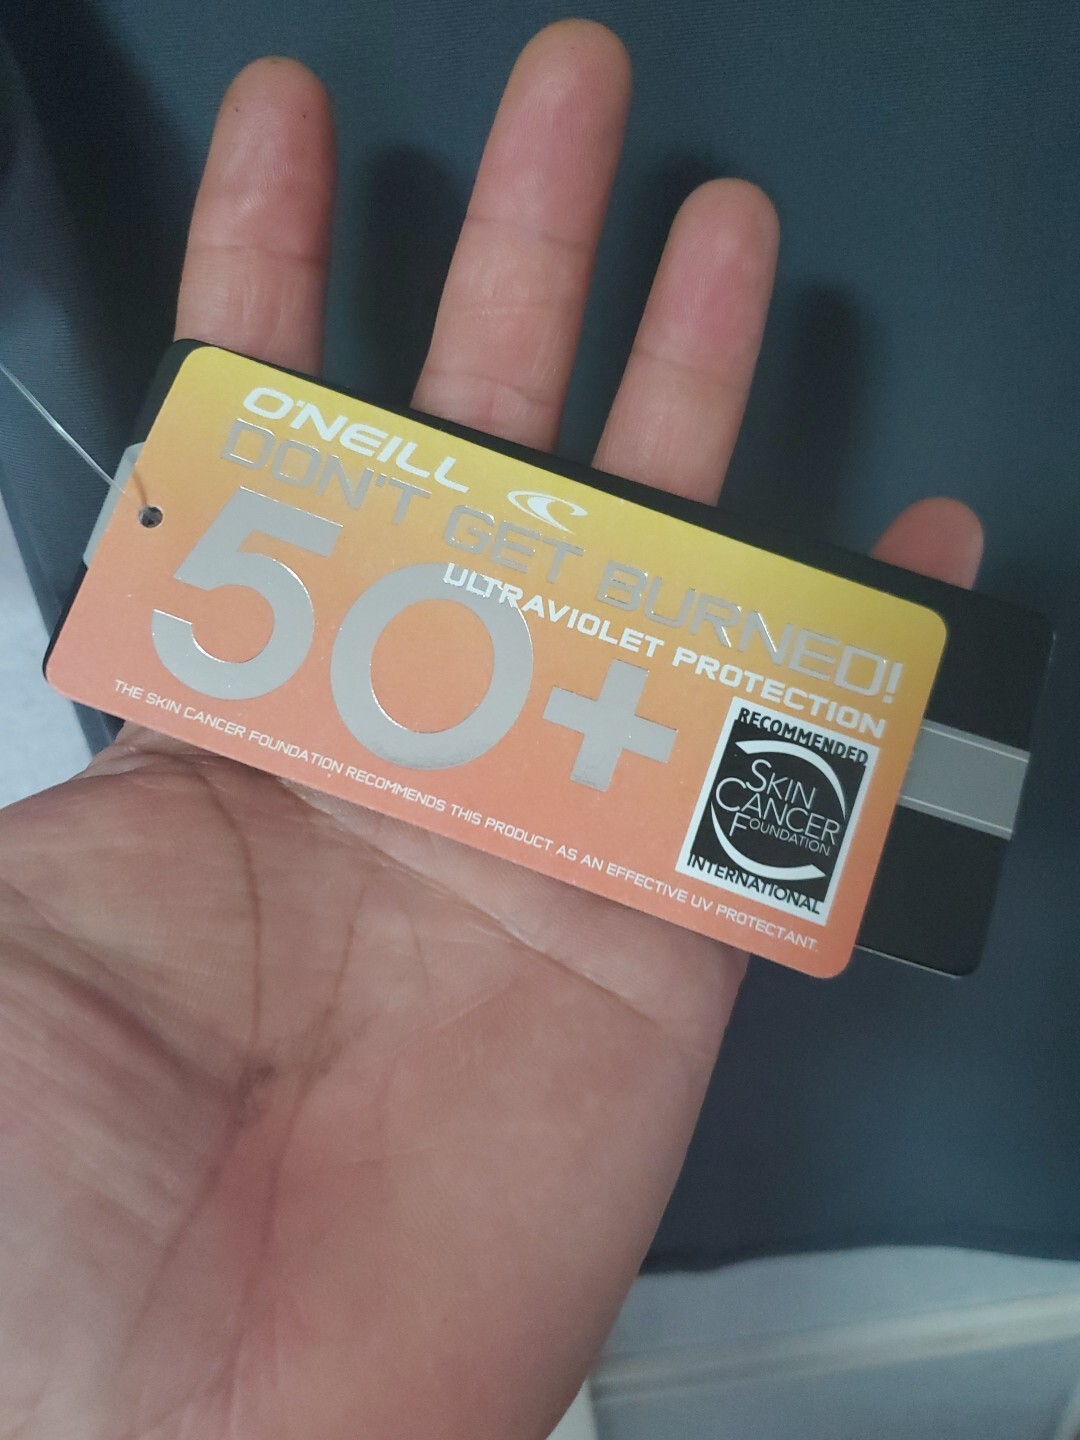 O'NEILL
DON'T GET BURNED!
50+
ULTRAVIOLET PROTECTION
THE SKIN CANCER FOUNDATION RECOMMENDS THIS PRODUCT AS AN EFFECTIVE UV PROTECTANT.
RECOMMENDED
SKIN
CANCER
FOUNDATION
INTERNATIONAL